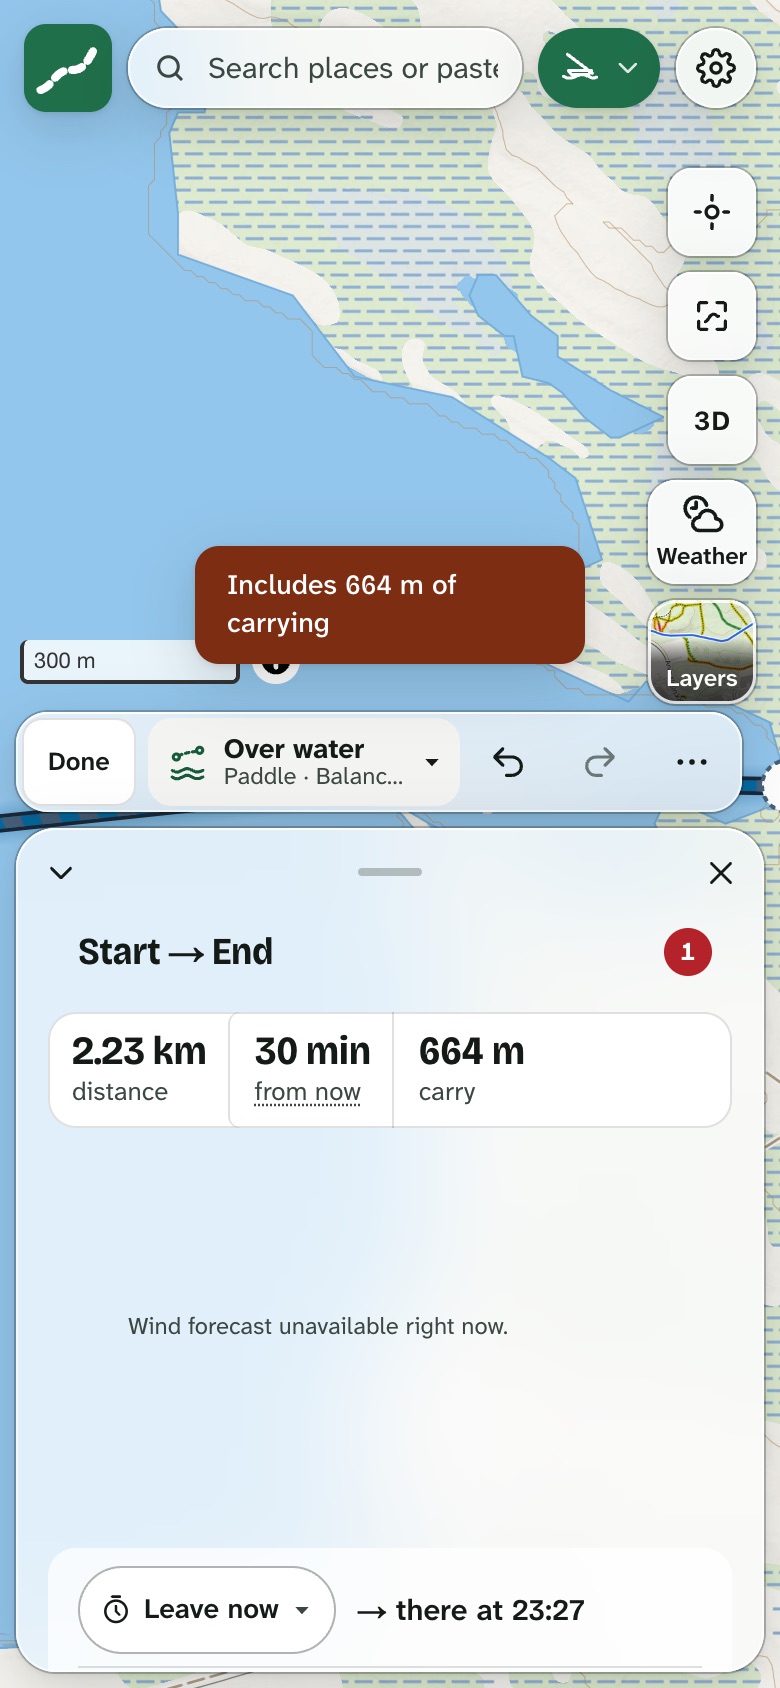 Search places or paste
3D
Weather
Includes 664 m of
carrying
300 m
Layers
Done
Over water
Paddle · Balanc...
Start → End
1
2.23 km
distance
30 min
from now
664 m
carry
Wind forecast unavailable right now.
Leave now
→ there at 23:27